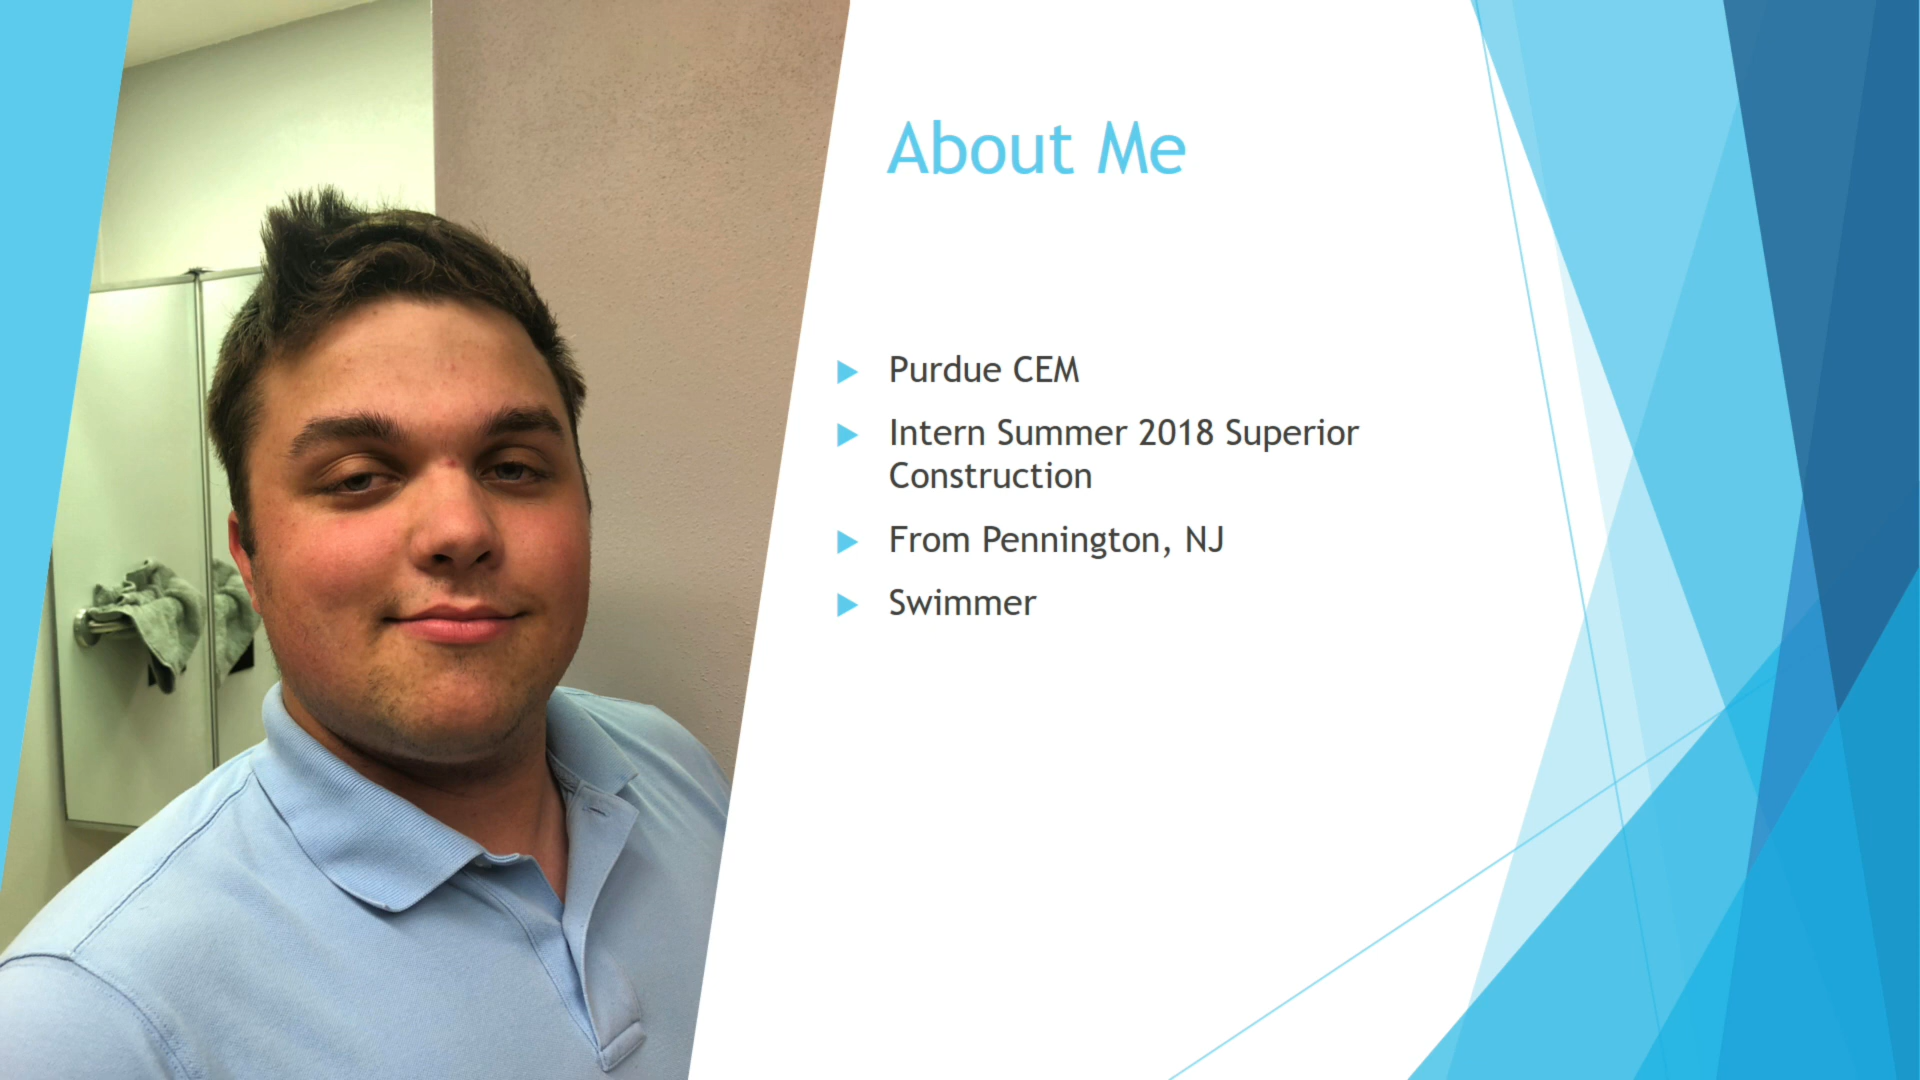 About Me
Purdue CEM
Intern Summer 2018 Superior
Construction
From Pennington, NJ
Swimmer